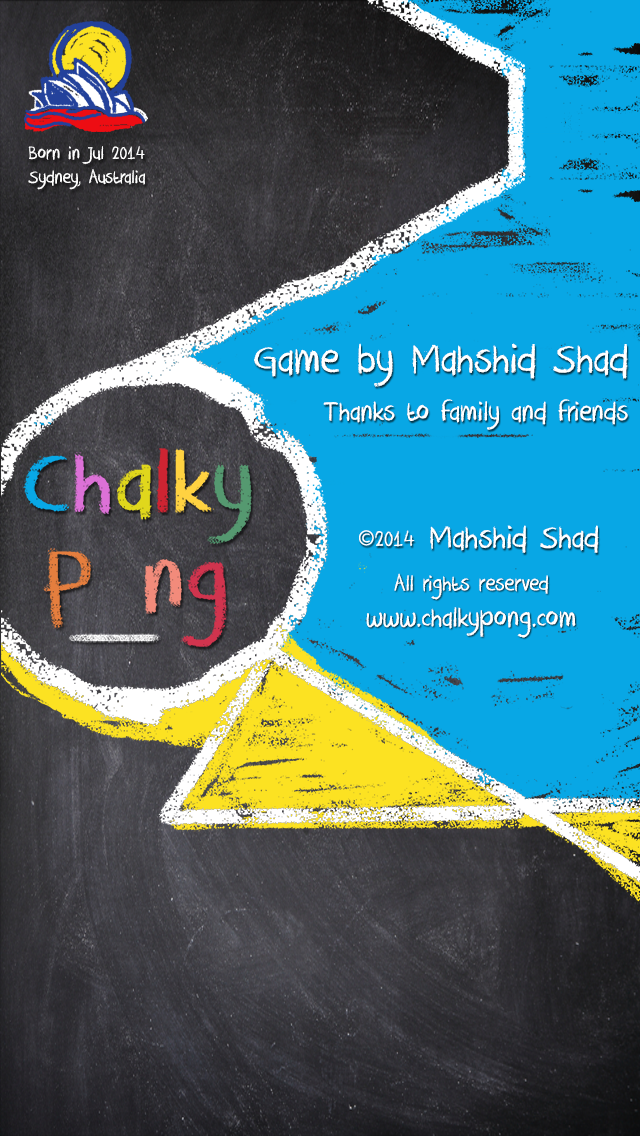 Born in Jul 2014
Sydney, Australia
Game by Mahshid Shad
Thanks to family and friends
Chalky
P_ng
©2014 Mahshid Shad
All rights reserved
www.chalkypong.com